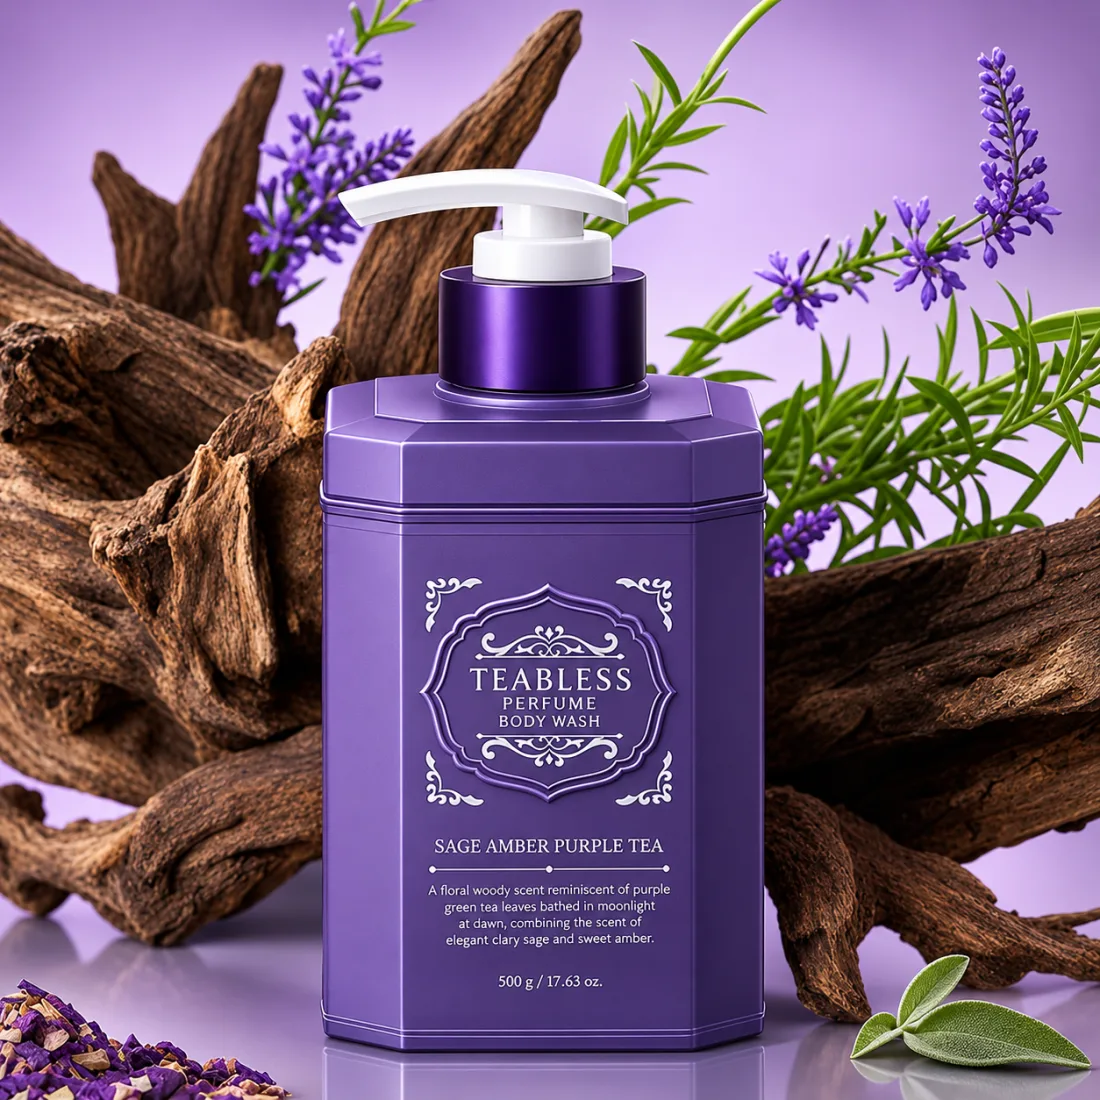 TEABLESS
PERFUME
BODY WASH
SAGE AMBER PURPLE TEA
A floral woody scent reminiscent of purple
green tea leaves bathed in moonlight
at dawn, combining the scent of
elegant clary sage and sweet amber.
500 g / 17.63 oz.